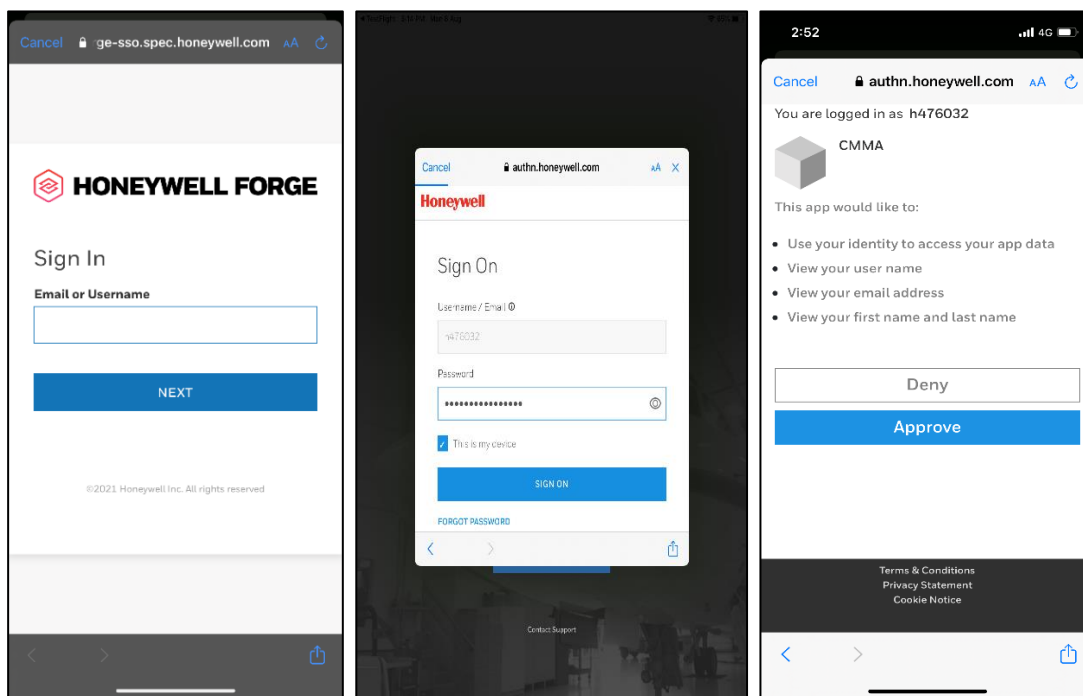 Cancel ge-sso.spec.honeywell.com AA
HONEYWELL FORGE
Sign In
Email or Username
NEXT
©2021 Honeywell Inc. All rights reserved
Cancel authn.honeywell.com AA
Honeywell
Sign On
Username / Email
h476032
Password
This is my device
SIGN ON
FORGOT PASSWORD
Contact Support
2:52 4G
Cancel authn.honeywell.com AA
You are logged in as h476032
CMMA
This app would like to:
• Use your identity to access your app data
• View your user name
• View your email address
• View your first name and last name
Deny
Approve
Terms & Conditions
Privacy Statement
Cookie Notice